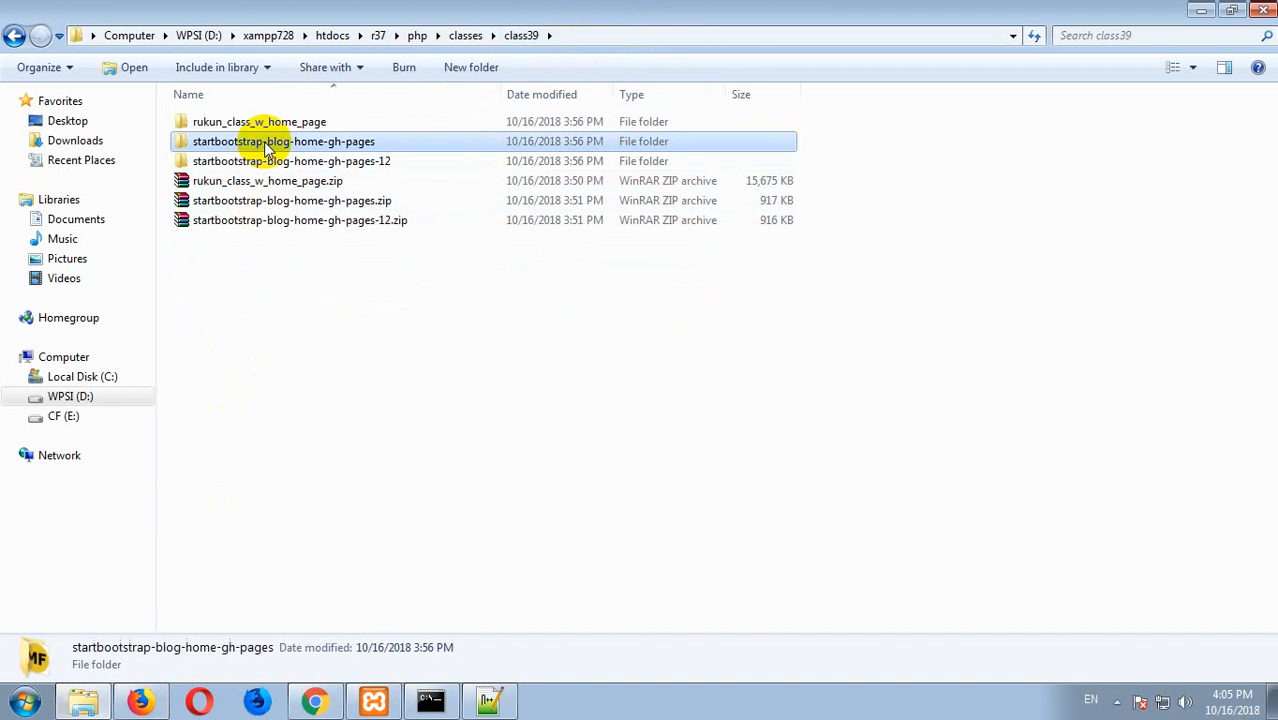 Computer WPSI (D:) xampp728 htdocs r37 php classes class39 Search class39
Organize Open Include in library Share with Burn New folder
Name Date modified Type Size
Favorites
Desktop
Downloads
Recent Places
Libraries
Documents
Music
Pictures
Videos
Homegroup
Computer
Local Disk (C:)
WPSI (D:)
CF (E:)
Network
rukun_class_w_home_page 10/16/2018 3:56 PM File folder
startbootstrap-blog-home-gh-pages 10/16/2018 3:56 PM File folder
startbootstrap-blog-home-gh-pages-12 10/16/2018 3:56 PM File folder
rukun_class_w_home_page.zip 10/16/2018 3:50 PM WinRAR ZIP archive 15,675 KB
startbootstrap-blog-home-gh-pages.zip 10/16/2018 3:51 PM WinRAR ZIP archive 917 KB
startbootstrap-blog-home-gh-pages-12.zip 10/16/2018 3:51 PM WinRAR ZIP archive 916 KB
MF
startbootstrap-blog-home-gh-pages Date modified: 10/16/2018 3:56 PM
File folder
EN
4:05 PM
10/16/2018